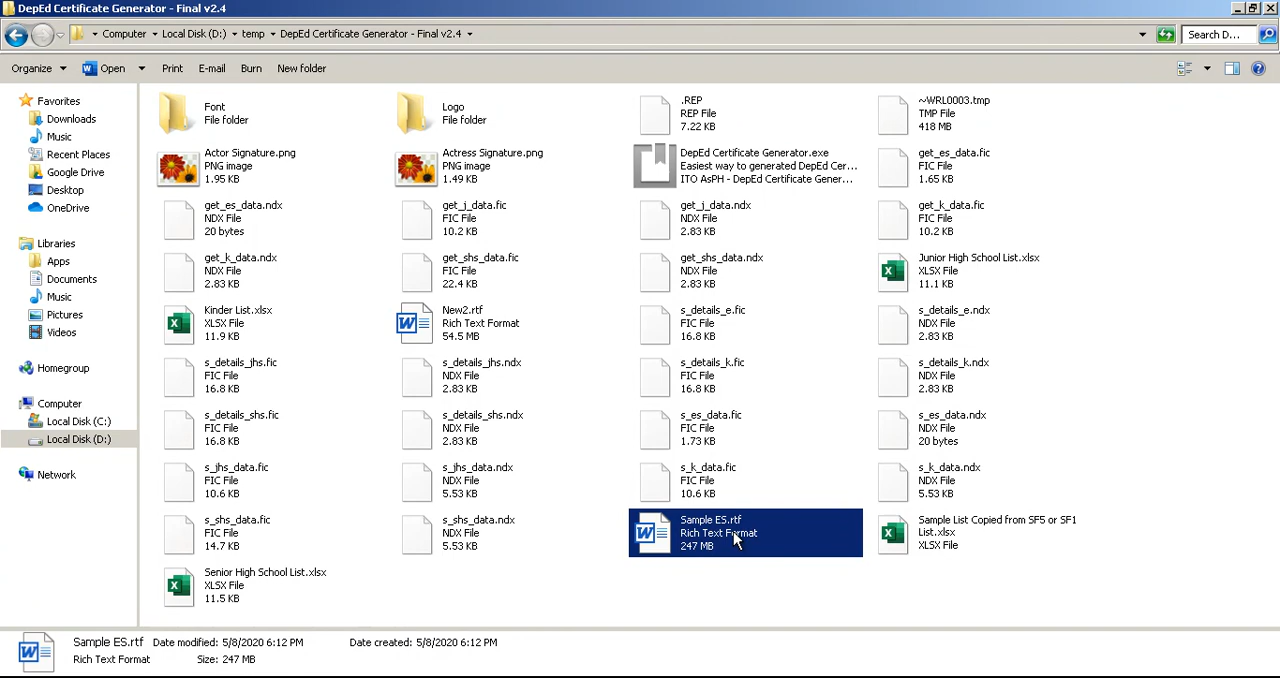 DepEd Certificate Generator - Final v2.4
Computer Local Disk (D:) temp DepEd Certificate Generator - Final v2.4 Search D...
Organize Open Print E-mail Burn New folder
Favorites
Downloads
Music
Recent Places
Google Drive
Desktop
OneDrive
Libraries
Apps
Documents
Music
Pictures
Videos
Homegroup
Computer
Local Disk (C:)
Local Disk (D:)
Network
Font
File folder
Logo
File folder
.REP
REP File
7.22 KB
~WRL0003.tmp
TMP File
418 MB
Actor Signature.png
PNG image
1.95 KB
Actress Signature.png
PNG image
1.49 KB
DepEd Certificate Generator.exe
Easiest way to generated DepEd Cer...
ITO AsPH - DepEd Certificate Gener...
get_es_data.fic
FIC File
1.65 KB
get_es_data.ndx
NDX File
20 bytes
get_j_data.fic
FIC File
10.2 KB
get_j_data.ndx
NDX File
2.83 KB
get_k_data.fic
FIC File
10.2 KB
get_k_data.ndx
NDX File
2.83 KB
get_shs_data.fic
FIC File
22.4 KB
get_shs_data.ndx
NDX File
2.83 KB
Junior High School List.xlsx
XLSX File
11.1 KB
Kinder List.xlsx
XLSX File
11.9 KB
New2.rtf
Rich Text Format
54.5 MB
s_details_e.fic
FIC File
16.8 KB
s_details_e.ndx
NDX File
2.83 KB
s_details_jhs.fic
FIC File
16.8 KB
s_details_jhs.ndx
NDX File
2.83 KB
s_details_k.fic
FIC File
16.8 KB
s_details_k.ndx
NDX File
2.83 KB
s_details_shs.fic
FIC File
16.8 KB
s_details_shs.ndx
NDX File
2.83 KB
s_es_data.fic
FIC File
1.73 KB
s_es_data.ndx
NDX File
20 bytes
s_jhs_data.fic
FIC File
10.6 KB
s_jhs_data.ndx
NDX File
5.53 KB
s_k_data.fic
FIC File
10.6 KB
s_k_data.ndx
NDX File
5.53 KB
s_shs_data.fic
FIC File
14.7 KB
s_shs_data.ndx
NDX File
5.53 KB
Sample ES.rtf
Rich Text Format
247 MB
Sample List Copied from SF5 or SF1
List.xlsx
XLSX File
Senior High School List.xlsx
XLSX File
11.5 KB
Sample ES.rtf Date modified: 5/8/2020 6:12 PM Date created: 5/8/2020 6:12 PM
Rich Text Format Size: 247 MB